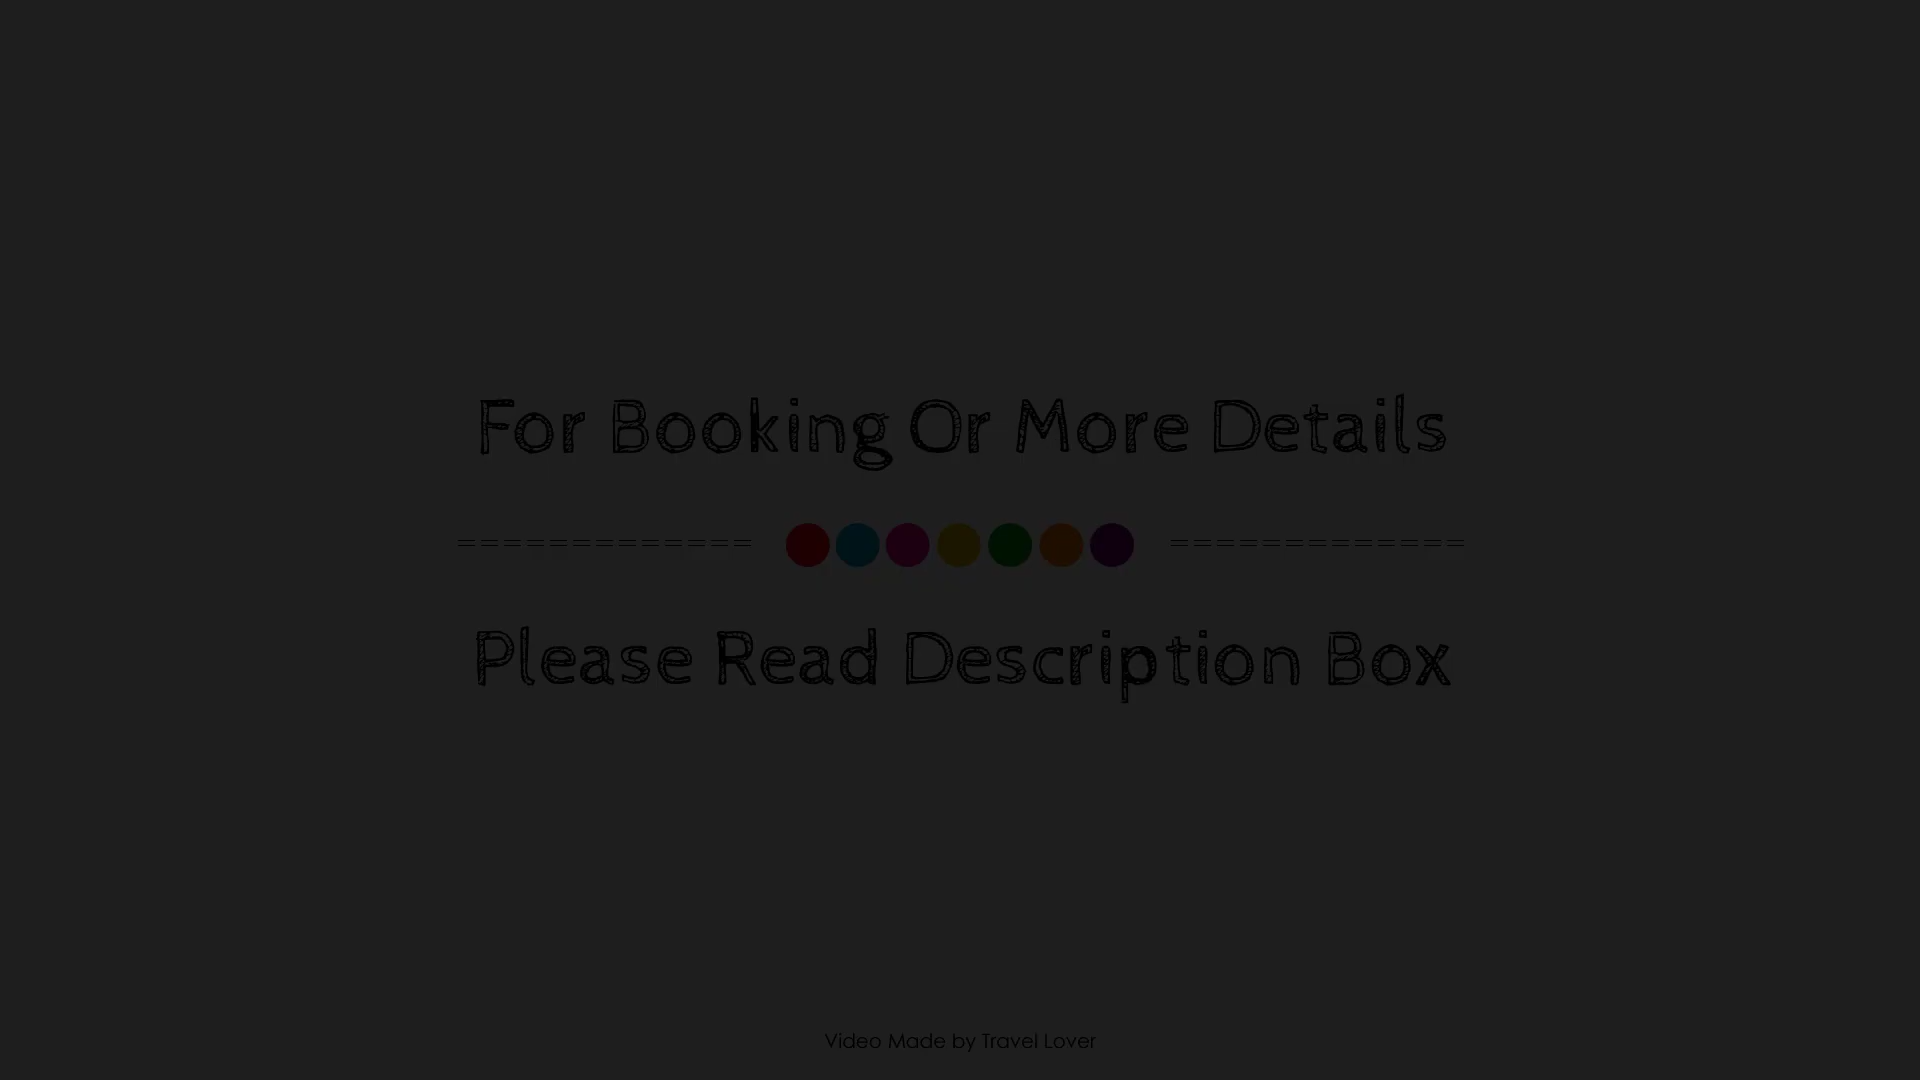 For Booking Or More Details
============= =============
Please Read Description Box
Video Made by Travel Lover